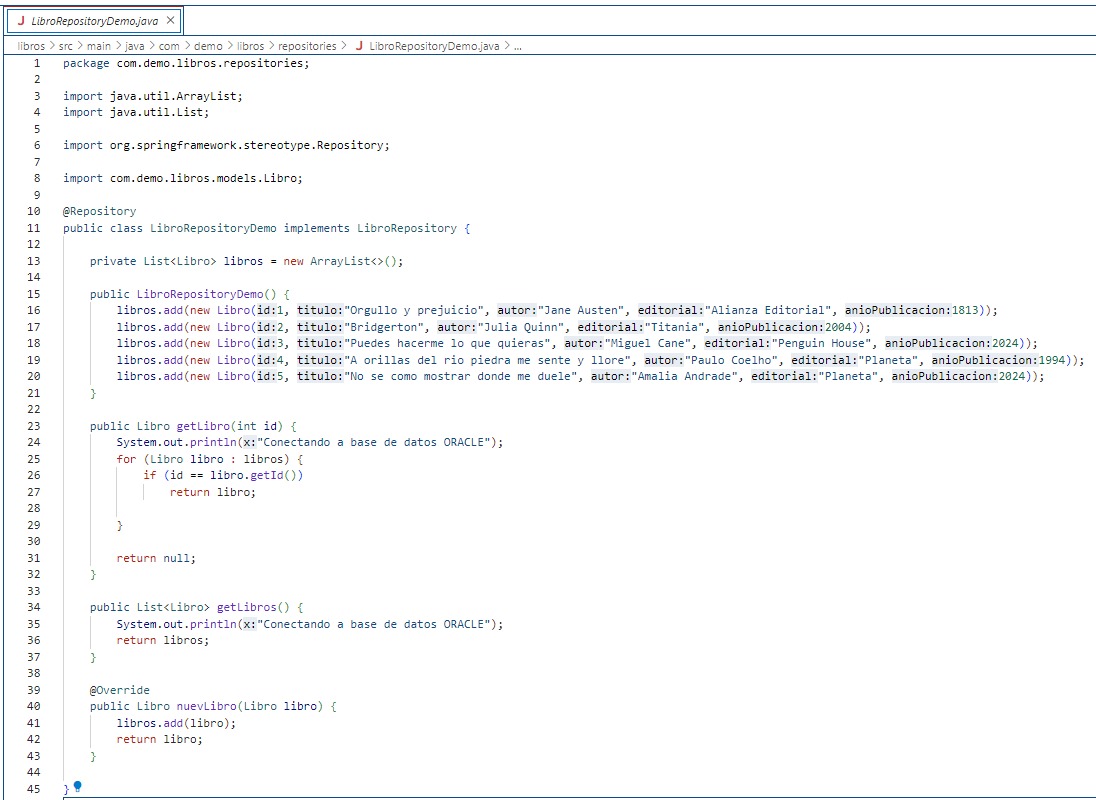 J LibroRepositoryDemo.java ×
libros > src > main > java > com > demo > libros > repositories > J LibroRepositoryDemo.java > ...
1 package com.demo.libros.repositories;
2
3 import java.util.ArrayList;
4 import java.util.List;
5
6 import org.springframework.stereotype.Repository;
7
8 import com.demo.libros.models.Libro;
9
10 @Repository
11 public class LibroRepositoryDemo implements LibroRepository {
12
13 private List<Libro> libros = new ArrayList<>();
14
15 public LibroRepositoryDemo() {
16 libros.add(new Libro(id:1, titulo:"Orgullo y prejuicio", autor:"Jane Austen", editorial:"Alianza Editorial", anioPublicacion:1813));
17 libros.add(new Libro(id:2, titulo:"Bridgerton", autor:"Julia Quinn", editorial:"Titania", anioPublicacion:2004));
18 libros.add(new Libro(id:3, titulo:"Puedes hacerme lo que quieras", autor:"Miguel Cane", editorial:"Penguin House", anioPublicacion:2024));
19 libros.add(new Libro(id:4, titulo:"A orillas del rio piedra me sente y llore", autor:"Paulo Coelho", editorial:"Planeta", anioPublicacion:1994));
20 libros.add(new Libro(id:5, titulo:"No se como mostrar donde me duele", autor:"Amalia Andrade", editorial:"Planeta", anioPublicacion:2024));
21 }
22
23 public Libro getLibro(int id) {
24 System.out.println(x:"Conectando a base de datos ORACLE");
25 for (Libro libro : libros) {
26 if (id == libro.getId())
27 return libro;
28
29 }
30
31 return null;
32 }
33
34 public List<Libro> getLibros() {
35 System.out.println(x:"Conectando a base de datos ORACLE");
36 return libros;
37 }
38
39 @Override
40 public Libro nuevLibro(Libro libro) {
41 libros.add(libro);
42 return libro;
43 }
44
45 }